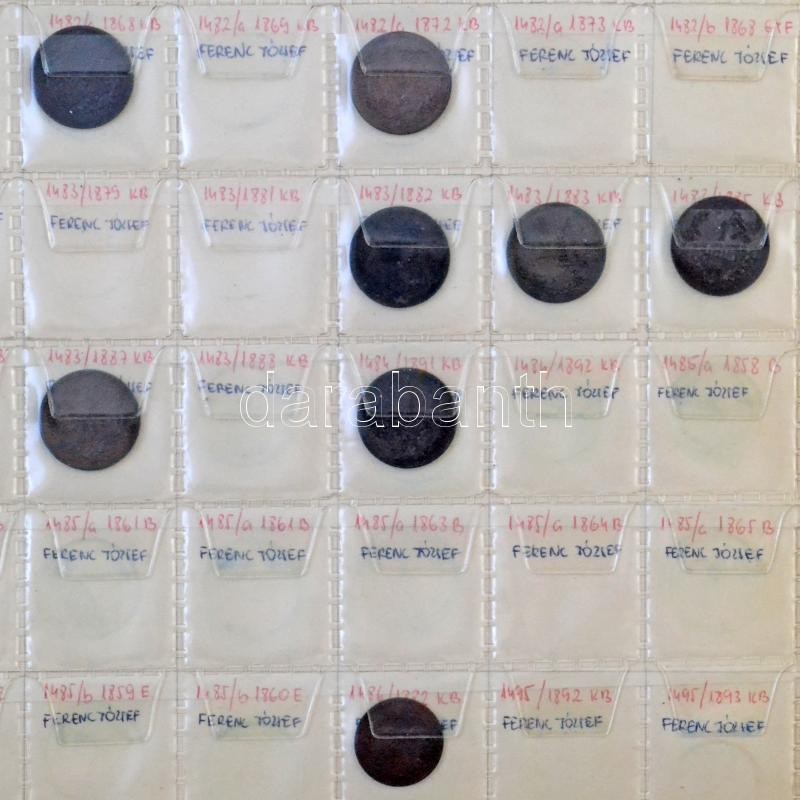 1482/a 1868 KB
1482/a 1869 KB
FERENC JÓZSEF
1482/a 1872 KB
1482/a 1873 KB
FERENC JÓZSEF
1482/b 1868 GYF
FERENC JÓZSEF
1483/1879 KB
FERENC JÓZSEF
1483/1881 KB
FERENC JÓZSEF
1483/1882 KB
1483/1883 KB
KB
1483/1887 KB
1483/1888 KB
FERENC JÓZSEF
1484/1891 KB
1484/1892 KB
FERENC JÓZSEF
1485/a 1858 B
FERENC JÓZSEF
darabanth
1485/a 1861 B
FERENC JÓZSEF
1485/a 1861 B
FERENC JÓZSEF
1485/a 1863 B
FERENC JÓZSEF
1485/a 1864 B
FERENC JÓZSEF
1485/a 1865 B
FERENC JÓZSEF
1485/b 1859 E
FERENC JÓZSEF
1485/b 1860 E
FERENC JÓZSEF
1486/1882 KB
1495/1892 KB
FERENC JÓZSEF
1495/1893 KB
FERENC JÓZSEF